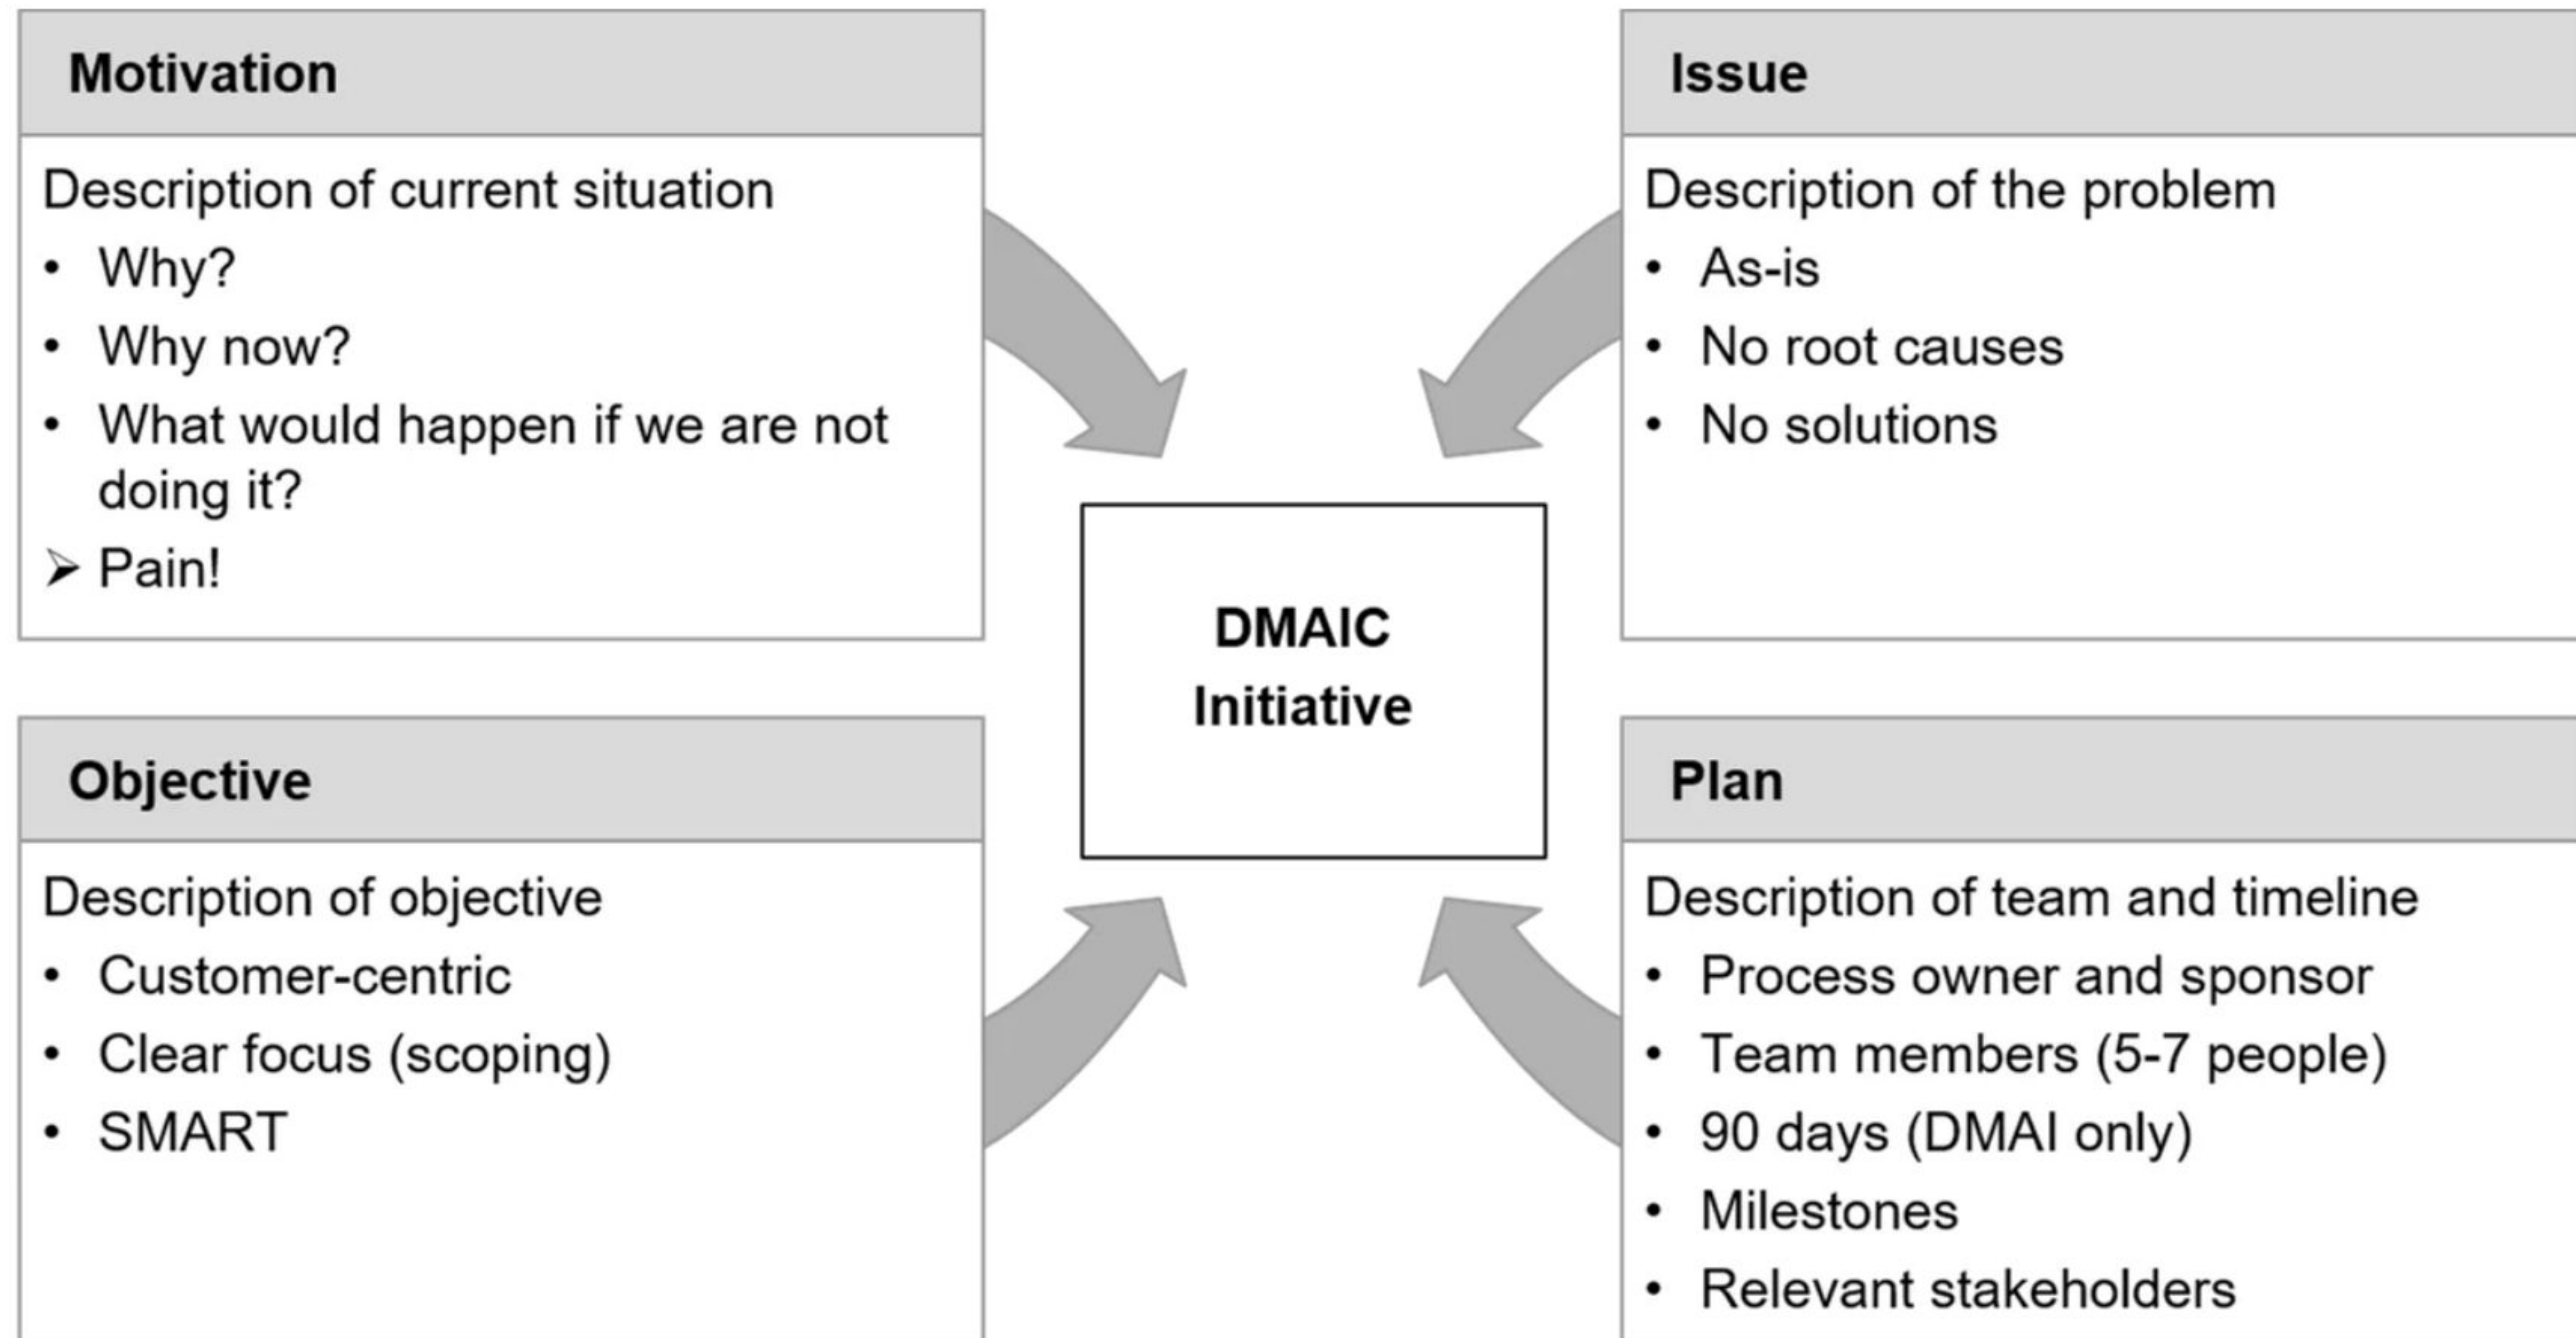 Motivation
Description of current situation
• Why?
• Why now?
• What would happen if we are not
doing it?
➢ Pain!
Issue
Description of the problem
• As-is
• No root causes
• No solutions
DMAIC
Initiative
Objective
Description of objective
• Customer-centric
• Clear focus (scoping)
• SMART
Plan
Description of team and timeline
• Process owner and sponsor
• Team members (5-7 people)
• 90 days (DMAI only)
• Milestones
• Relevant stakeholders